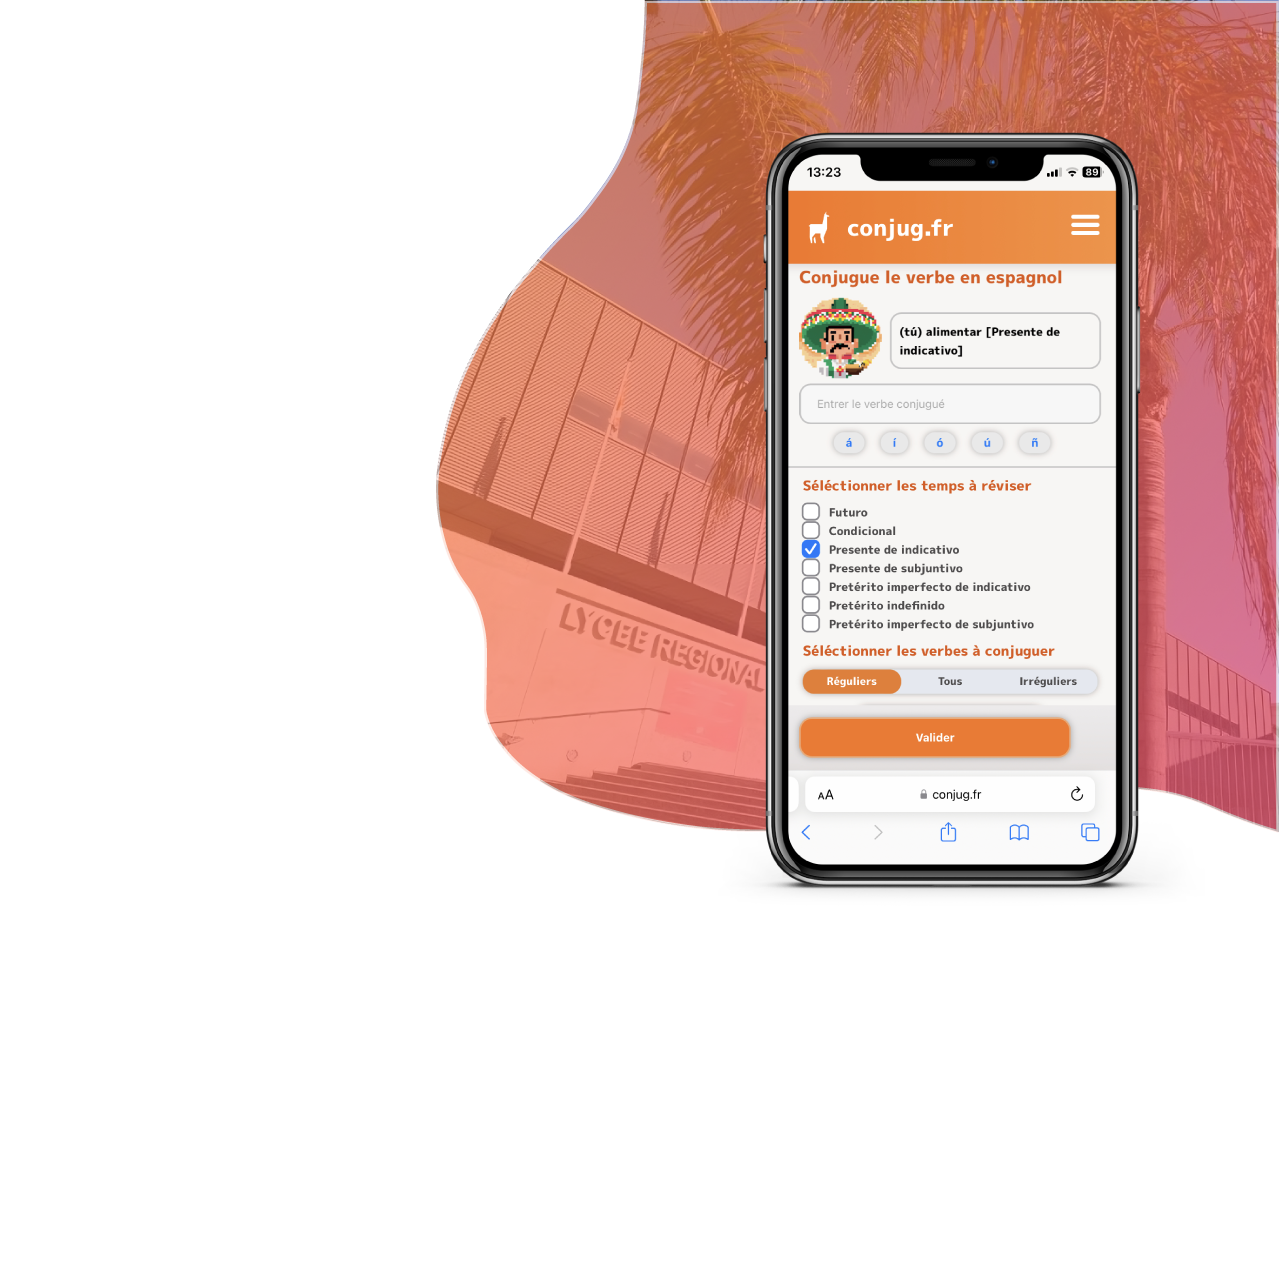 13:23
89
conjug.fr
Conjugue le verbe en espagnol
(tú) alimentar [Presente de
indicativo]
Entrer le verbe conjugué
á í ó ú ñ
Séléctionner les temps à réviser
Futuro
Condicional
Presente de indicativo
Presente de subjuntivo
Pretérito imperfecto de indicativo
Pretérito indefinido
Pretérito imperfecto de subjuntivo
Séléctionner les verbes à conjuguer
Réguliers Tous Irréguliers
Valider
AA conjug.fr
LYCEE REGIONAL